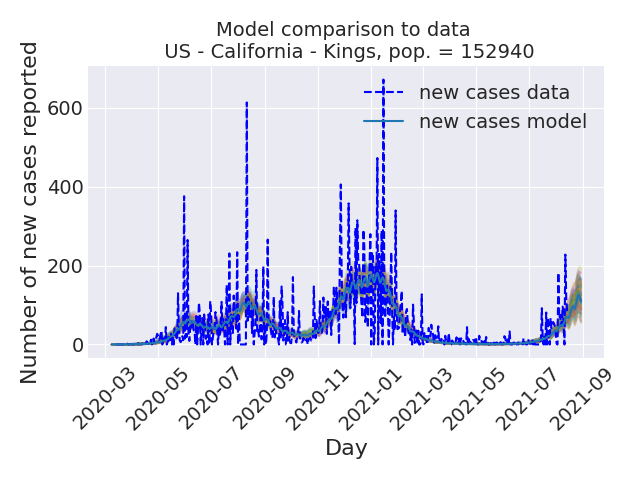 Model comparison to data
US - California - Kings, pop. = 152940
Number of new cases reported
600
400
200
0
new cases data
new cases model
2020-03
2020-05
2020-07
2020-09
2020-11
2021-01
2021-03
2021-05
2021-07
2021-09
Day